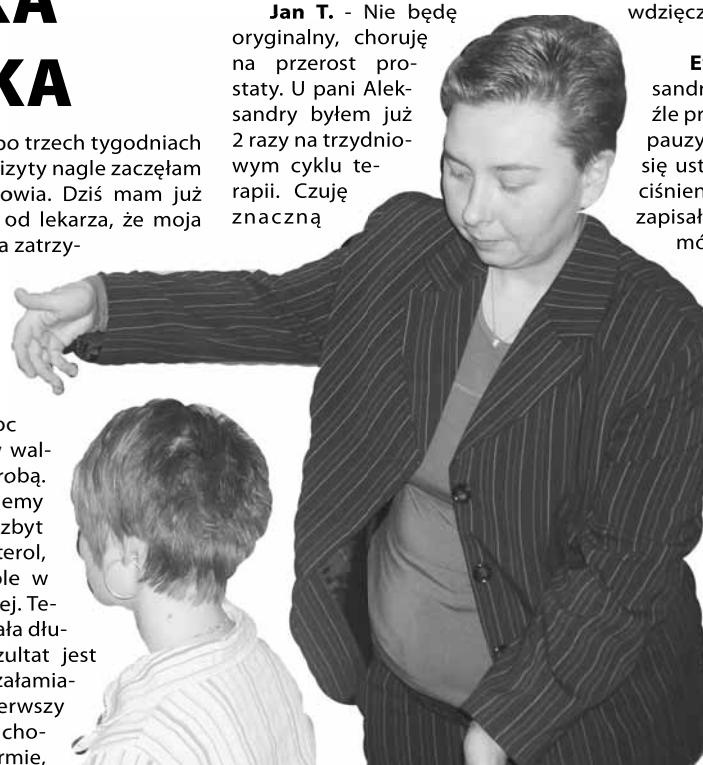 KA
KA
po trzech tygodniach
izyty nagle zaczęłam
owia. Dziś mam już
od lekarza, że moja
a zatrzy-
oc
wal-
robą.
emy
zbyt
terol,
ole w
ej. Te-
ała dłu-
zultat jest
załamia-
erwszy
cho-
rmie,
Jan T. - Nie będę
oryginalny, choruję
na przerost pro-
staty. U pani Alek-
sandry byłem już
2 razy na trzydnio-
wym cyklu te-
rapii. Czuję
znaczną
wdzięcz
E
sandr
źle pr
pauzy
się ust
ciśnien
zapisał
mó